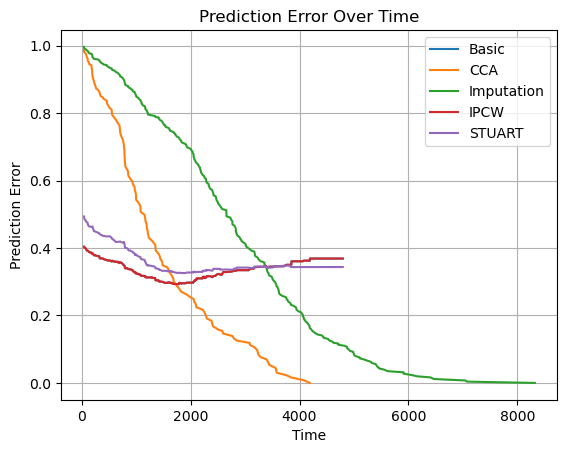 Prediction Error Over Time
Basic
CCA
Imputation
IPCW
STUART
Prediction Error
1.0
0.8
0.6
0.4
0.2
0.0
0
2000
4000
6000
8000
Time